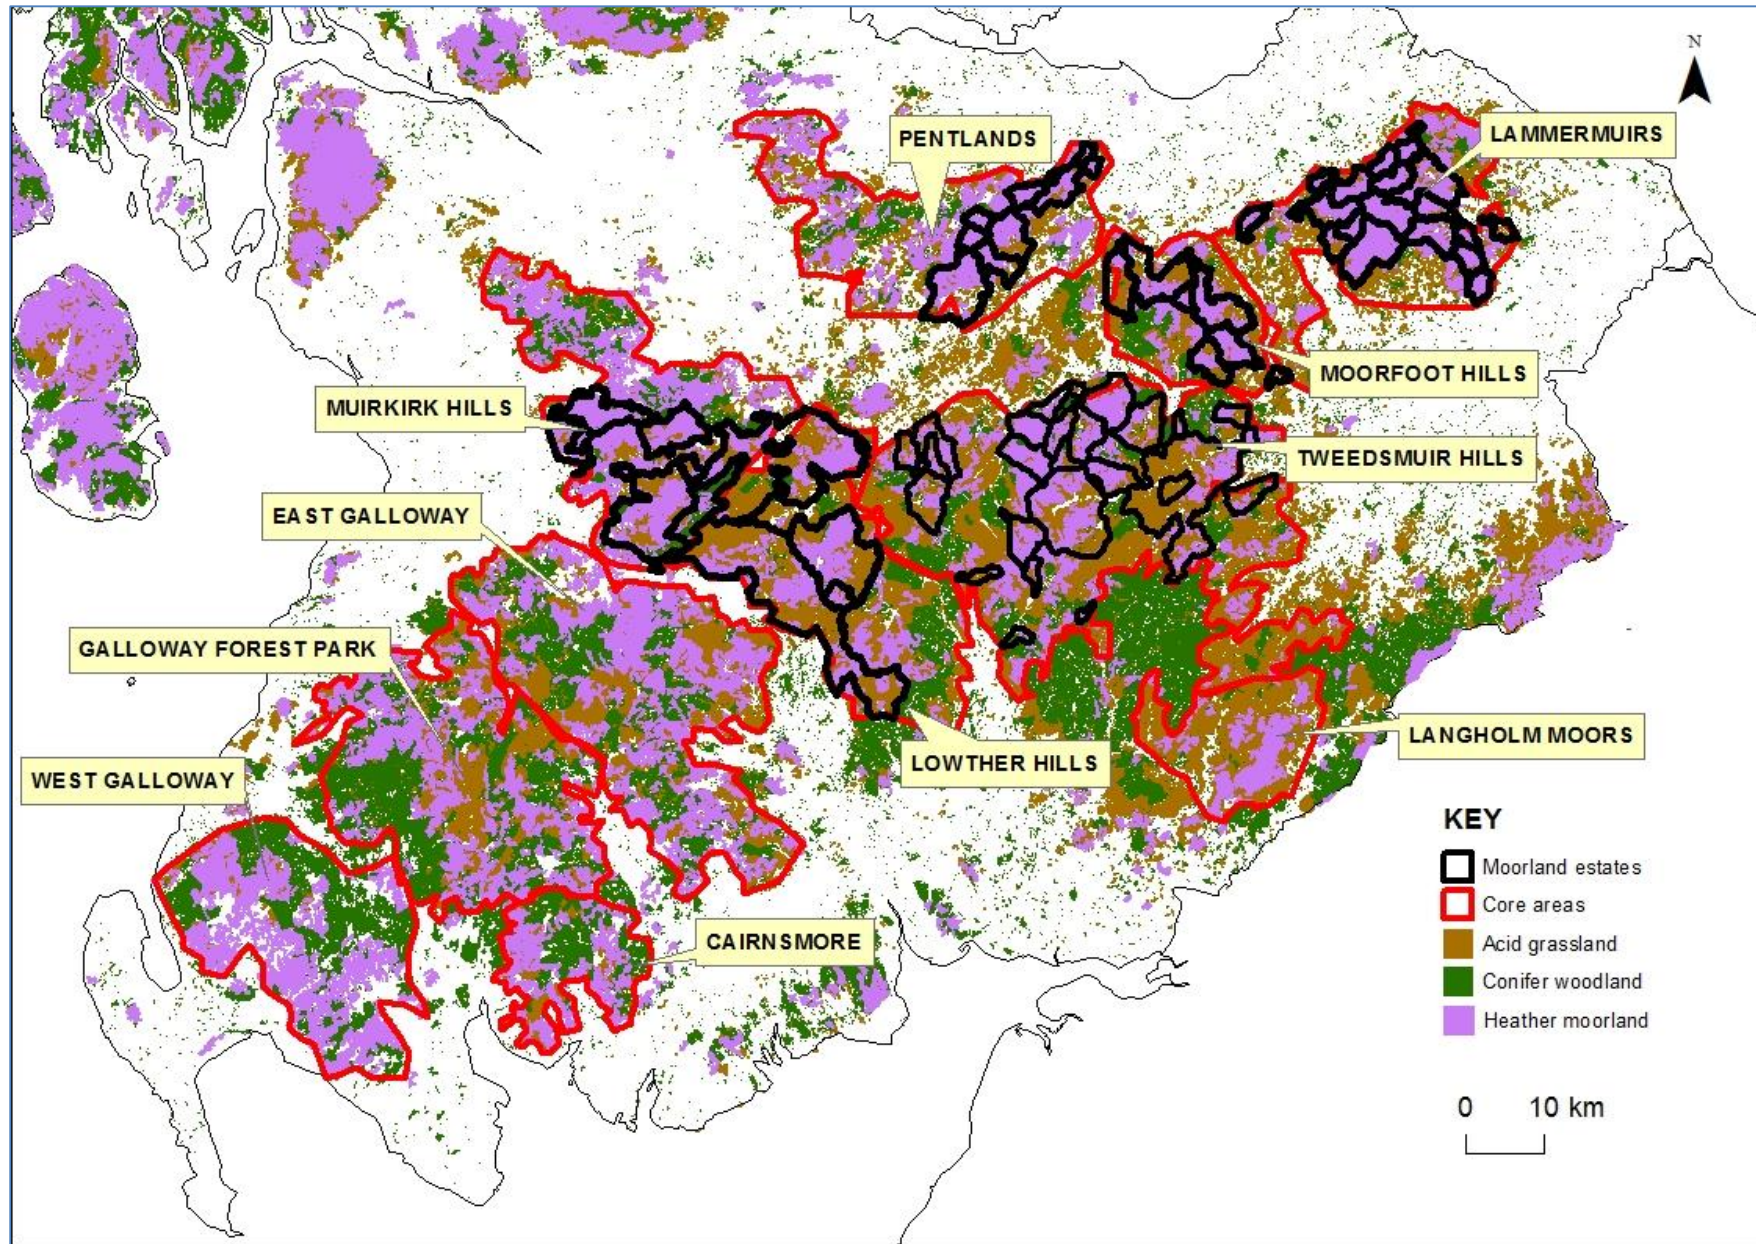 N
PENTLANDS
LAMMERMUIRS
MOORFOOT HILLS
MUIRKIRK HILLS
TWEEDSMUIR HILLS
EAST GALLOWAY
GALLOWAY FOREST PARK
LANGHOLM MOORS
LOWTHER HILLS
WEST GALLOWAY
CAIRNSMORE
KEY
Moorland estates
Core areas
Acid grassland
Conifer woodland
Heather moorland
0 10 km